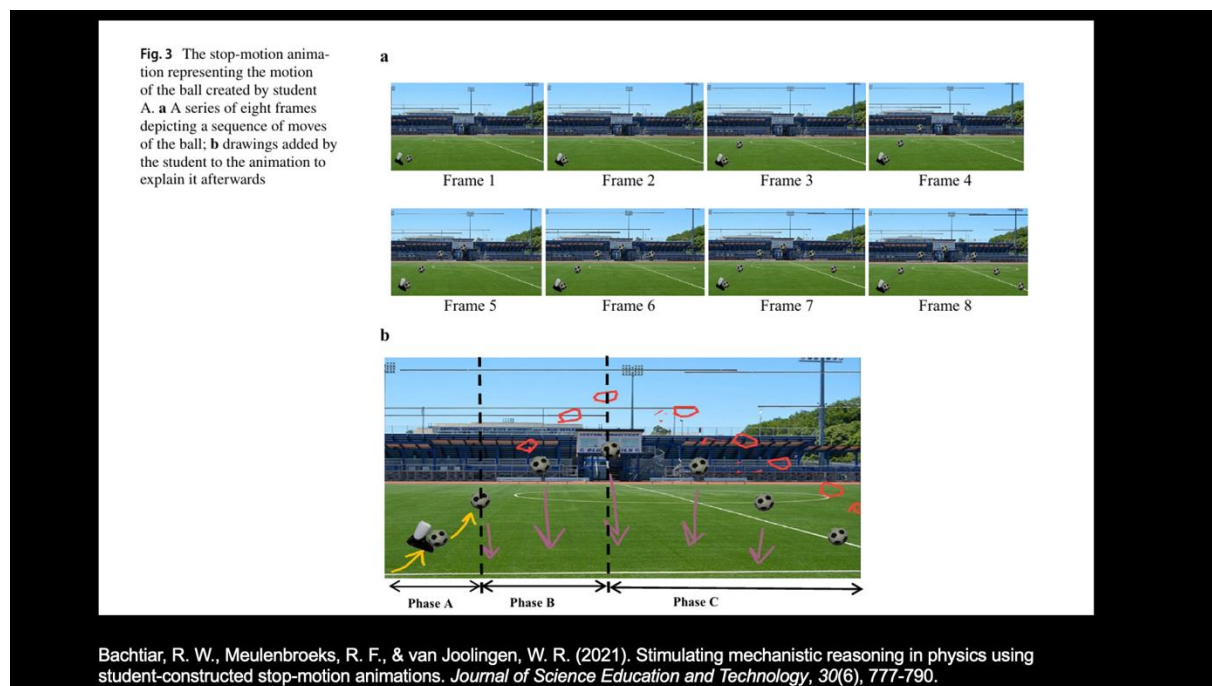 Fig. 3 The stop-motion anima-
tion representing the motion
of the ball created by student
A. a A series of eight frames
depicting a sequence of moves
of the ball; b drawings added by
the student to the animation to
explain it afterwards
a
Frame 1 Frame 2 Frame 3 Frame 4
Frame 5 Frame 6 Frame 7 Frame 8
b
Phase A Phase B Phase C
Bachtiar, R. W., Meulenbroeks, R. F., & van Joolingen, W. R. (2021). Stimulating mechanistic reasoning in physics using
student-constructed stop-motion animations. Journal of Science Education and Technology, 30(6), 777-790.